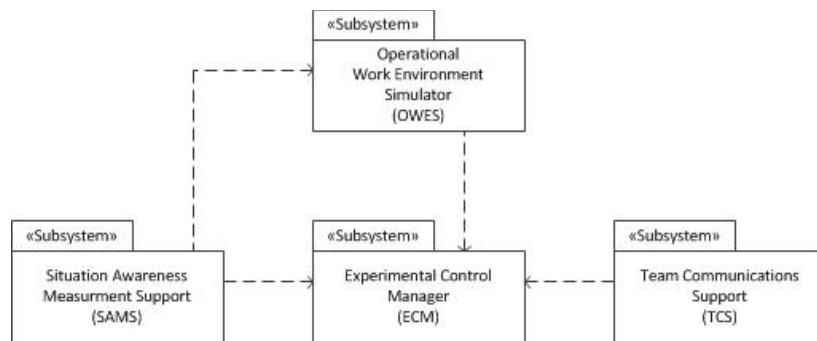 «Subsystem»
Operational
Work Environment
Simulator
(OWES)
«Subsystem»
Situation Awareness
Measurment Support
(SAMS)
«Subsystem»
Experimental Control
Manager
(ECM)
«Subsystem»
Team Communications
Support
(TCS)